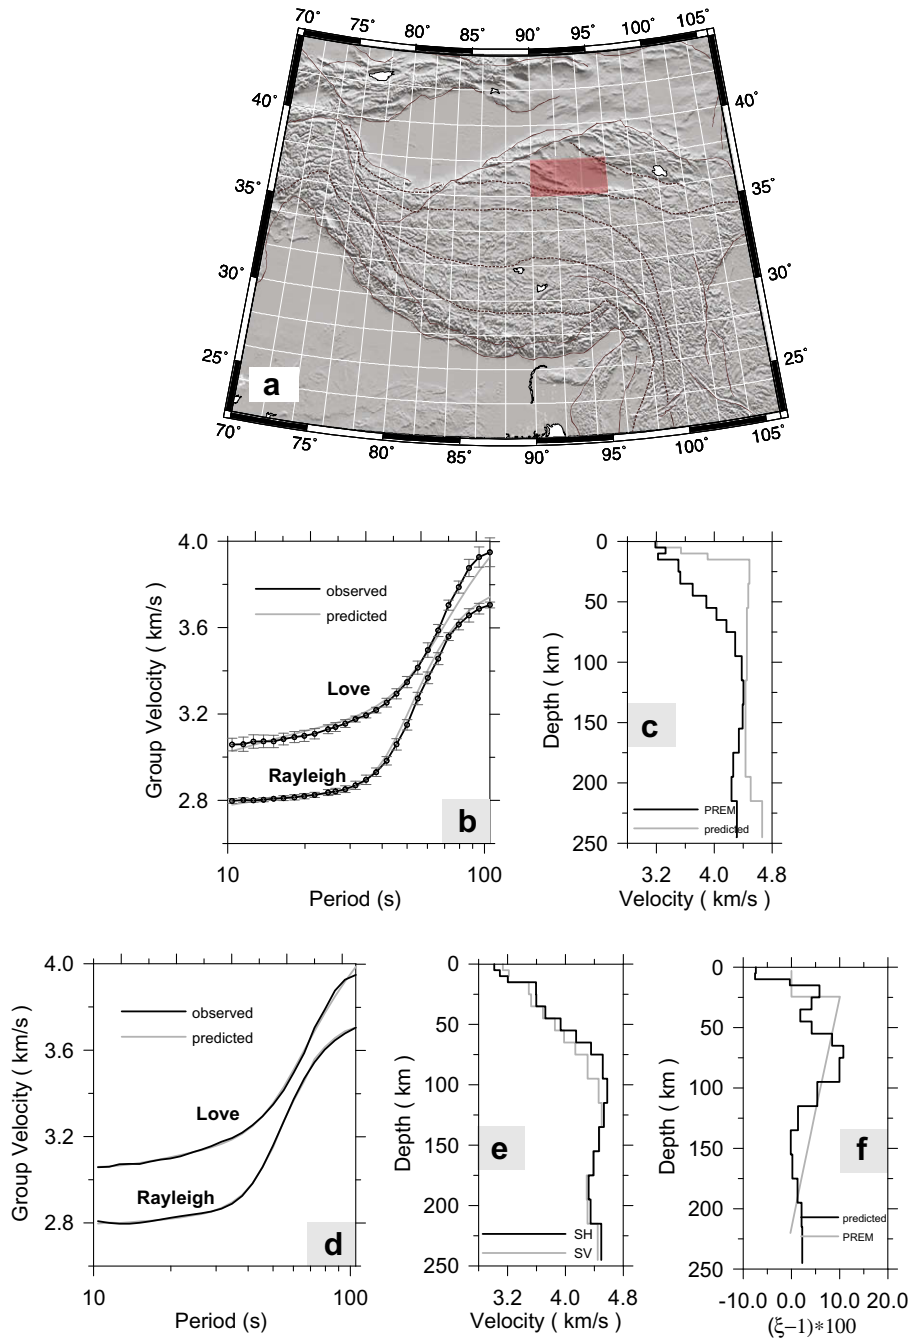 70˚ 75˚ 80˚ 85˚ 90˚ 95˚ 100˚ 105˚
40˚ 40˚
35˚ 35˚
30˚ 30˚
25˚ 25˚
a
70˚ 75˚ 80˚ 85˚ 90˚ 95˚ 100˚ 105˚
4.0
3.6
3.2
2.8
Group Velocity ( km/s)
observed
predicted
Love
Rayleigh
b
10 100
Period (s)
0
50
100
150
200
250
Depth ( km )
c
PREM
predicted
3.2 4.0 4.8
Velocity ( km/s )
4.0
3.6
3.2
2.8
Group Velocity ( km/s)
observed
predicted
Love
Rayleigh
d
10 100
Period (s)
0
50
100
150
200
250
Depth ( km )
e
SH
SV
3.2 4.0 4.8
Velocity ( km/s )
0
50
100
150
200
250
Depth ( km )
f
predicted
PREM
-10.0 0.0 10.0 20.0
(ξ−1)*100